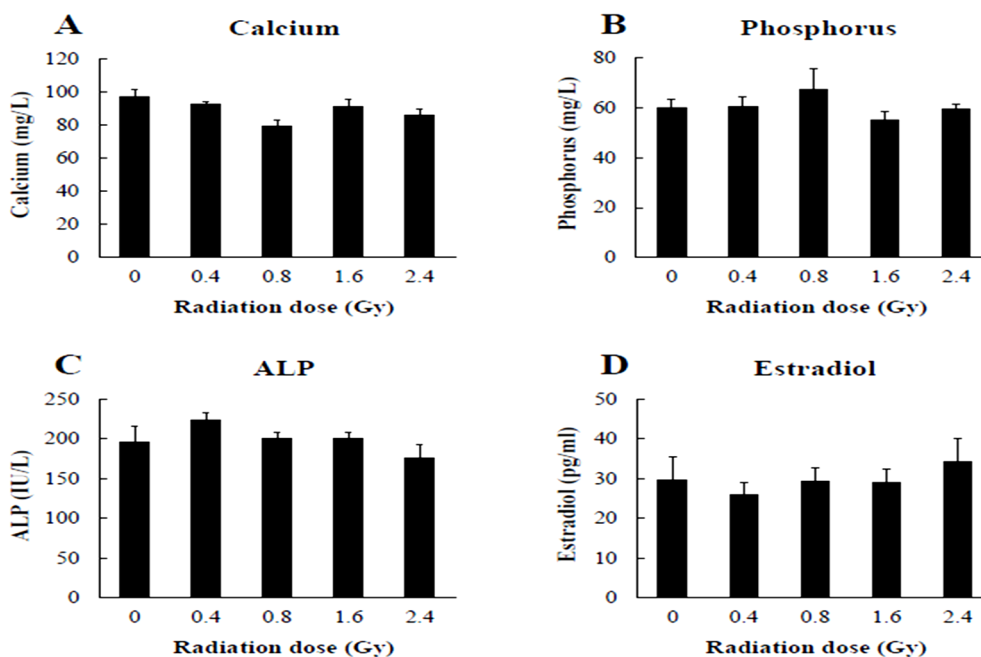 A Calcium
Calcium (mg/L)
120
100
80
60
40
20
0
0 0.4 0.8 1.6 2.4
Radiation dose (Gy)
B Phosphorus
Phosphorus (mg/L)
80
60
40
20
0
0 0.4 0.8 1.6 2.4
Radiation dose (Gy)
C ALP
ALP (IU/L)
250
200
150
100
50
0
0 0.4 0.8 1.6 2.4
Radiation dose (Gy)
D Estradiol
Estradiol (pg/ml)
50
40
30
20
10
0
0 0.4 0.8 1.6 2.4
Radiation dose (Gy)